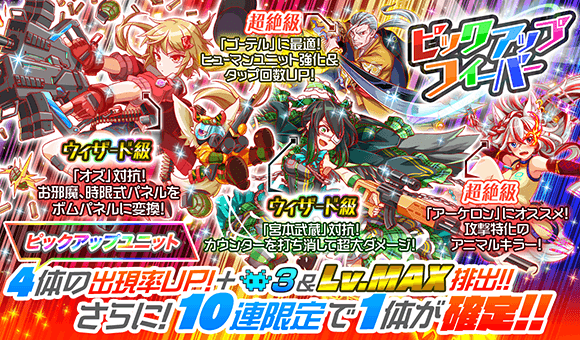 ピックアップ
フィーバー
超絶級
「ゴーテル」に最適!
ヒューマンユニット強化&
タップ回数UP!
ウィザード級
「オズ」対抗!
お邪魔、時限式パネルを
ボムパネルに変換!
ウィザード級
「宮本武蔵」対抗!
カウンターを打ち消して超大ダメージ!
超絶級
「アーケロン」にオススメ!
攻撃特化の
アニマルキラー!
ピックアップユニット
4体の出現率UP!+3&Lv.MAX排出!!
さらに!10連限定で1体が確定!!